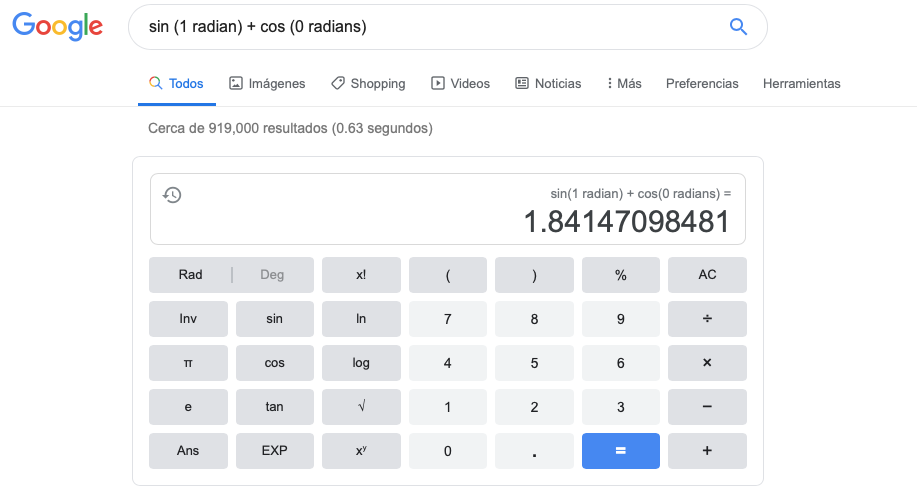 Google sin (1 radian) + cos (0 radians)
Todos Imágenes Shopping Videos Noticias Más Preferencias Herramientas
Cerca de 919,000 resultados (0.63 segundos)
sin(1 radian) + cos(0 radians) =
1.84147098481
Rad | Deg x! ( ) % AC
Inv sin ln 7 8 9 ÷
π cos log 4 5 6 ×
e tan √ 1 2 3 −
Ans EXP xʸ 0 . = +